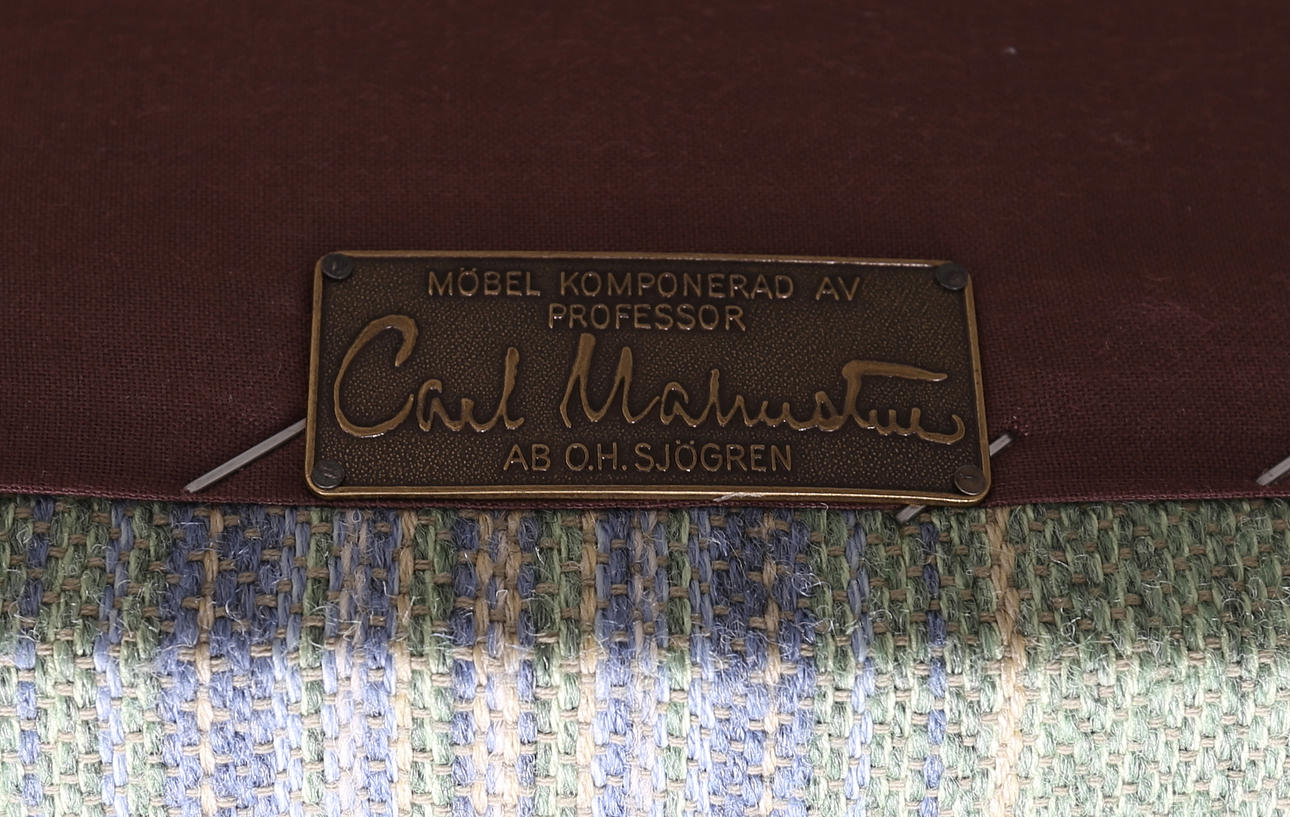 MÖBEL KOMPONERAD AV
PROFESSOR
Carl Malmsten
AB O.H. SJÖGREN